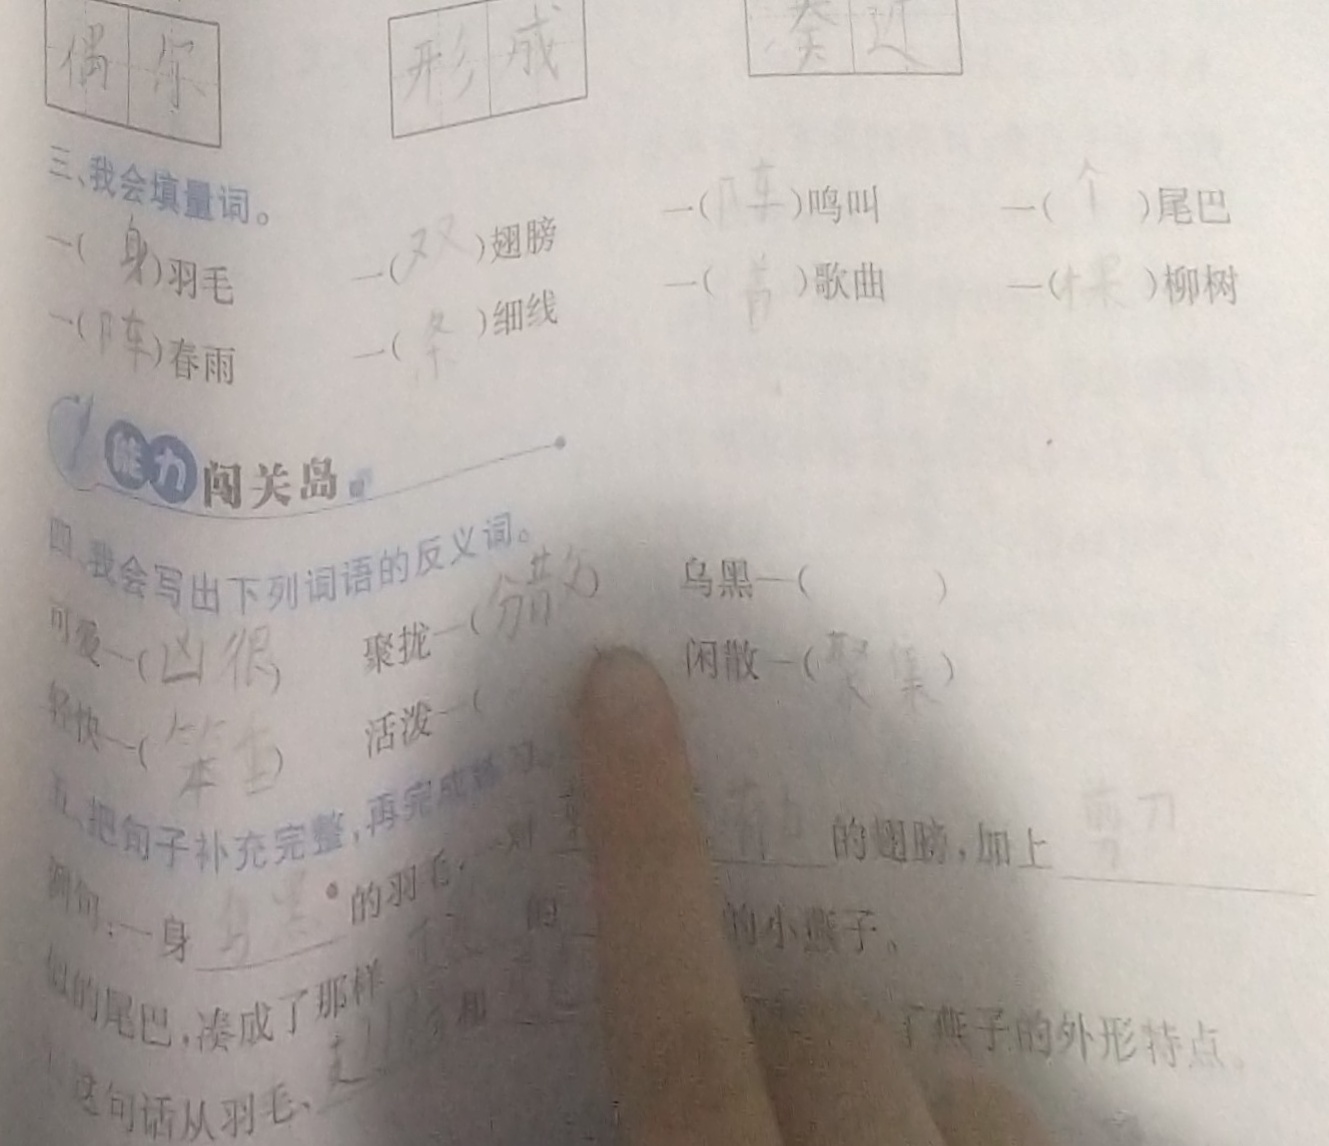 偶尔 形成 凑近
三、我会填量词。
一(身)羽毛 一(双)翅膀 一(阵)鸣叫 一(个)尾巴
一(阵)春雨 一(条)细线 一(首)歌曲 一(棵)柳树
能力闯关岛
四、我会写出下列词语的反义词。
可爱—(凶很) 聚拢—(分散) 乌黑—( )
轻快—(笨重) 活泼—( 闲散—(聚集)
五、把句子补充完整,再完成练习。
例句:一身乌黑的羽毛,一对 的翅膀,加上剪刀
似的尾巴,凑成了那样 的 的小燕子。
这句话从羽毛、 和 了燕子的外形特点。